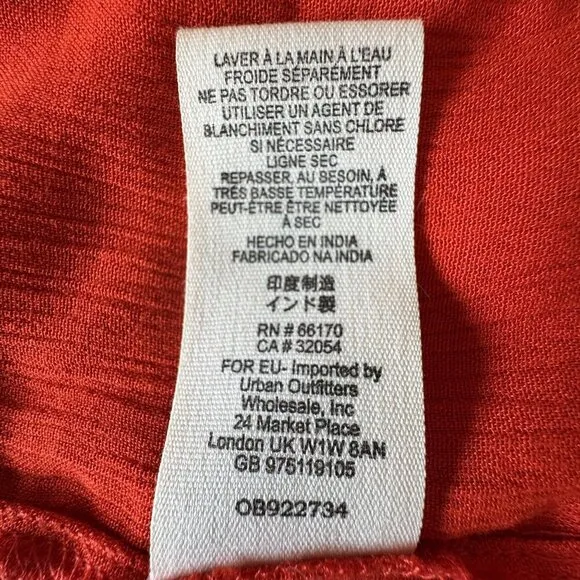 LAVER À LA MAIN À L'EAU
FROIDE SÉPARÉMENT
NE PAS TORDRE OU ESSORER
UTILISER UN AGENT DE
BLANCHIMENT SANS CHLORE
SI NÉCESSAIRE
LIGNE SEC
REPASSER, AU BESOIN, À
TRÈS BASSE TEMPÉRATURE
PEUT-ÊTRE ÊTRE NETTOYÉE
À SEC
HECHO EN INDIA
FABRICADO NA INDIA
印度制造
インド製
RN # 66170
CA # 32054
FOR EU- Imported by
Urban Outfitters
Wholesale, Inc
24 Market Place
London UK W1W 8AN
GB 975119105
OB922734